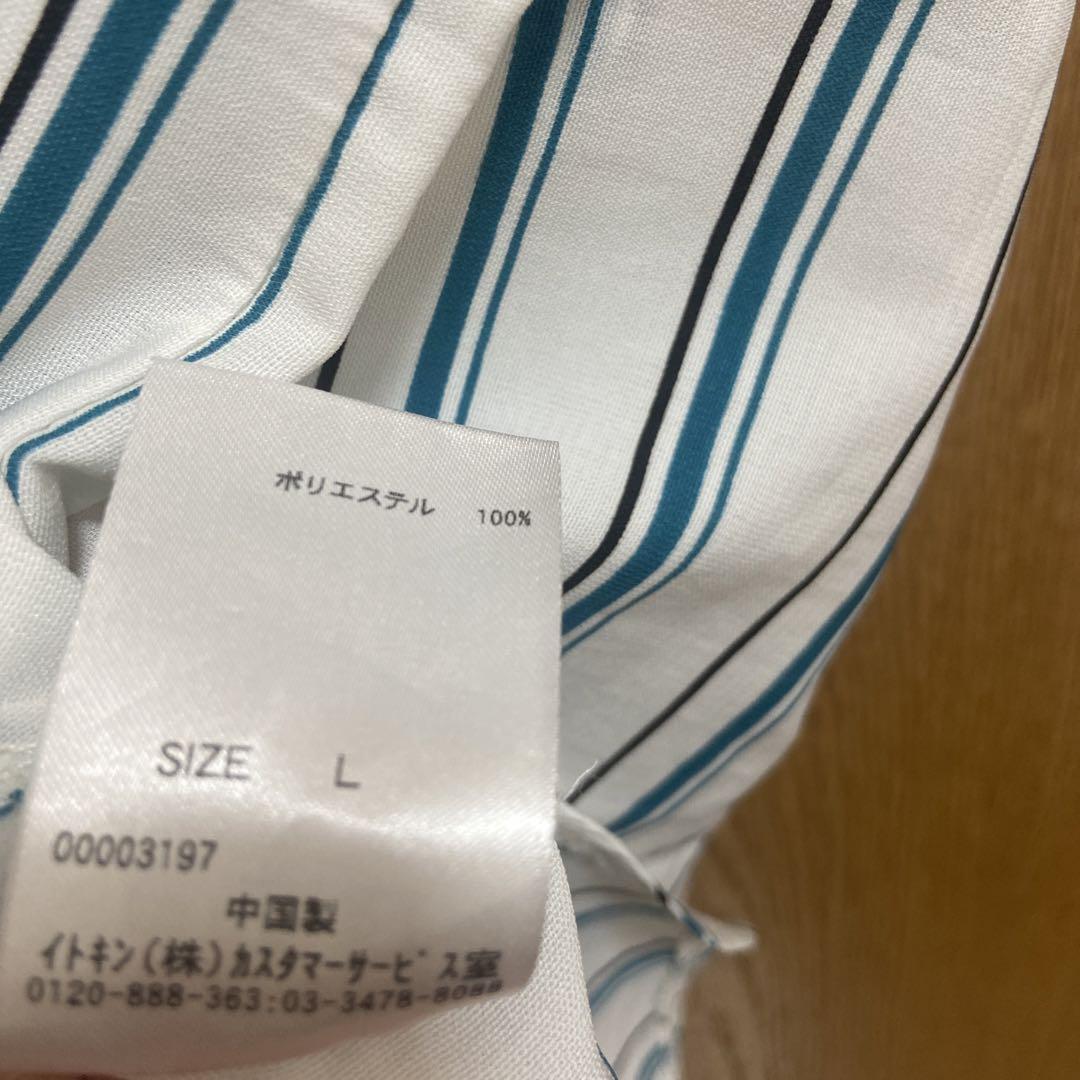 ポリエステル 100%
SIZE L
00003197
中国製
イトキン(株)カスタマーサービス室
0120-888-363:03-3478-8088